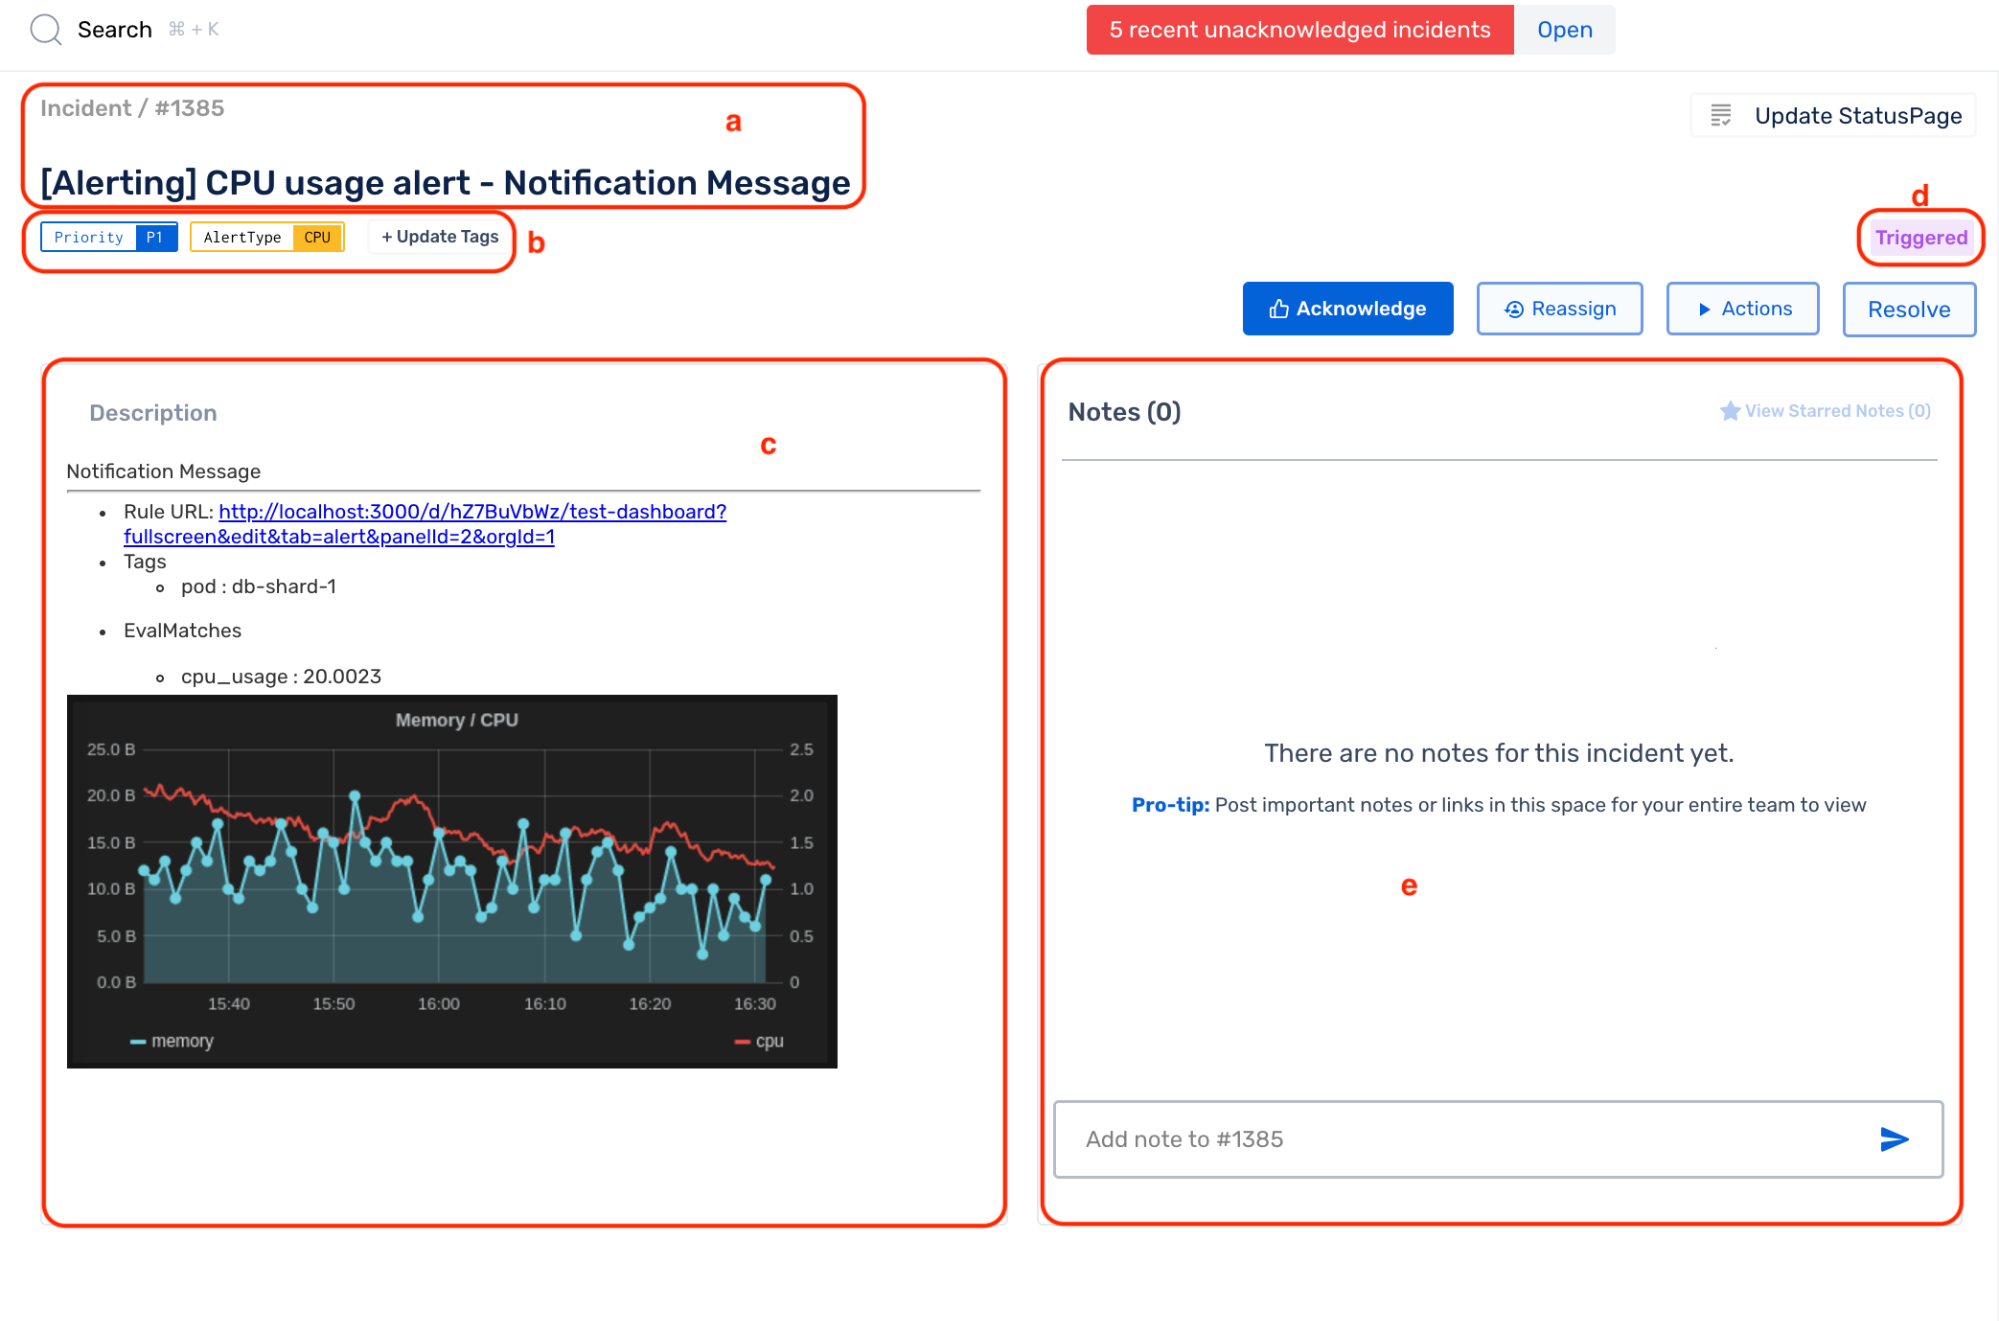 Search ⌘ + K
5 recent unacknowledged incidents Open
Incident / #1385
a
Update StatusPage
[Alerting] CPU usage alert - Notification Message
d
Priority P1 AlertType CPU + Update Tags b
Triggered
Acknowledge Reassign Actions Resolve
Description
c
Notification Message
• Rule URL: http://localhost:3000/d/hZ7BuVbWz/test-dashboard?
fullscreen&edit&tab=alert&panelId=2&orgId=1
• Tags
pod : db-shard-1
• EvalMatches
cpu_usage : 20.0023
Memory / CPU
25.0 B 2.5
20.0 B 2.0
15.0 B 1.5
10.0 B 1.0
5.0 B 0.5
0.0 B 0
15:40 15:50 16:00 16:10 16:20 16:30
memory cpu
Notes (0) View Starred Notes (0)
There are no notes for this incident yet.
Pro-tip: Post important notes or links in this space for your entire team to view
e
Add note to #1385